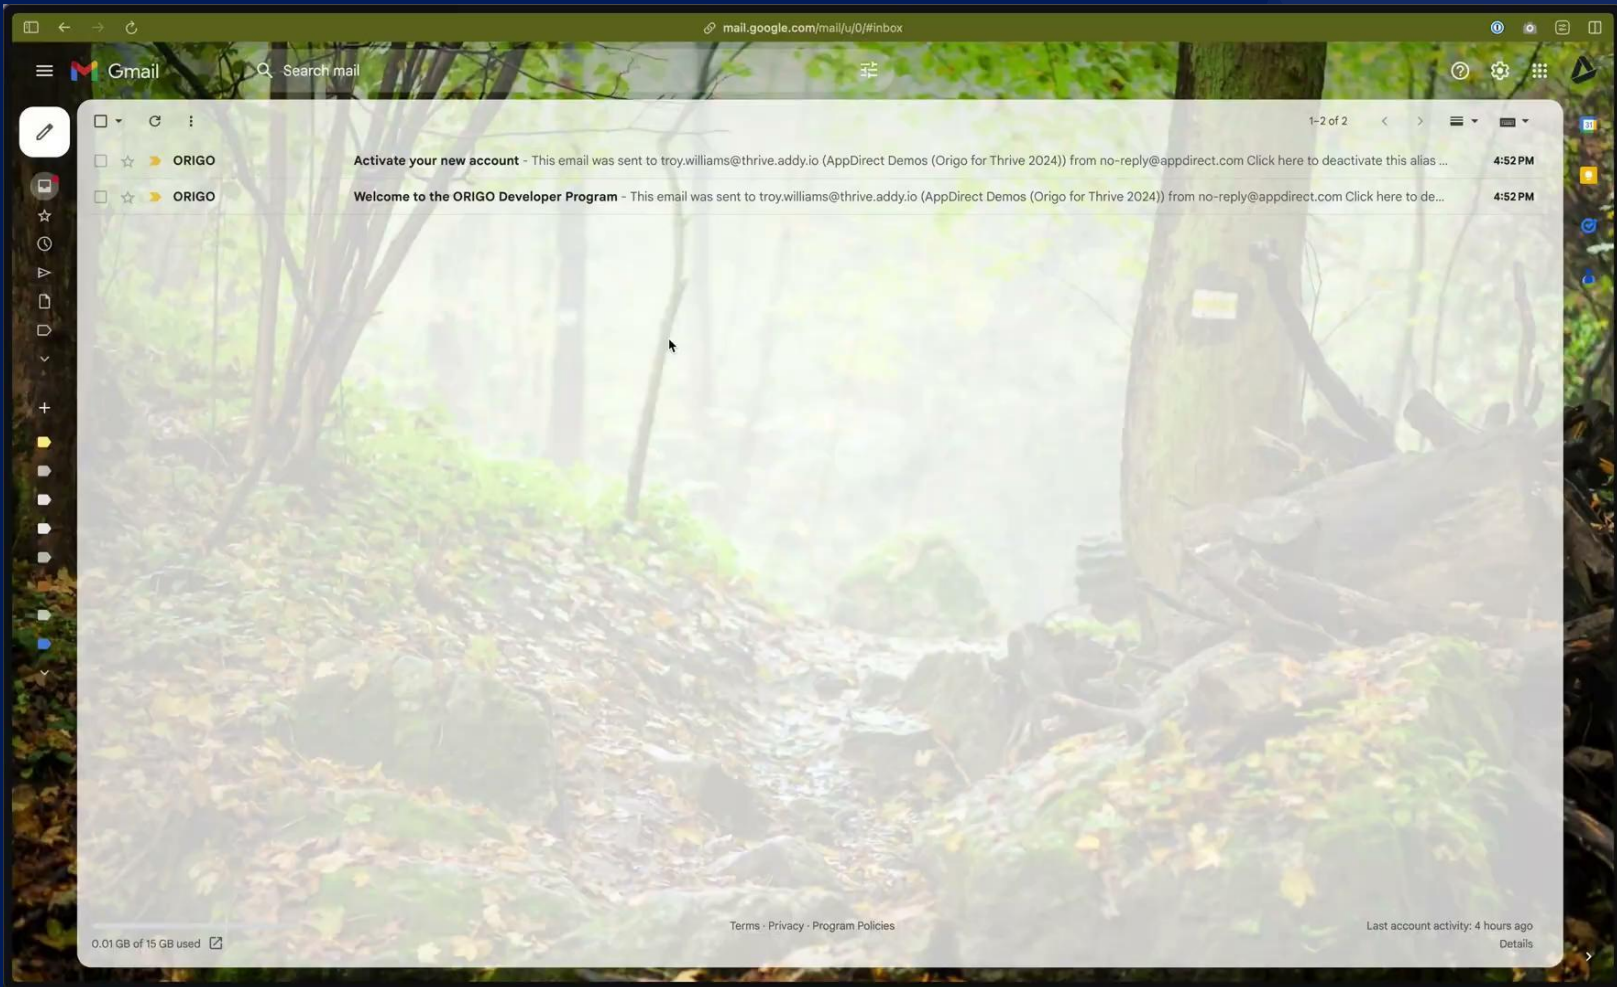 mail.google.com/mail/u/0/#inbox
Gmail
Search mail
1–2 of 2
31
ORIGO Activate your new account - This email was sent to troy.williams@thrive.addy.io (AppDirect Demos (Origo for Thrive 2024)) from no-reply@appdirect.com Click here to deactivate this alias ... 4:52 PM
ORIGO Welcome to the ORIGO Developer Program - This email was sent to troy.williams@thrive.addy.io (AppDirect Demos (Origo for Thrive 2024)) from no-reply@appdirect.com Click here to de... 4:52 PM
Terms · Privacy · Program Policies
Last account activity: 4 hours ago
0.01 GB of 15 GB used
Details